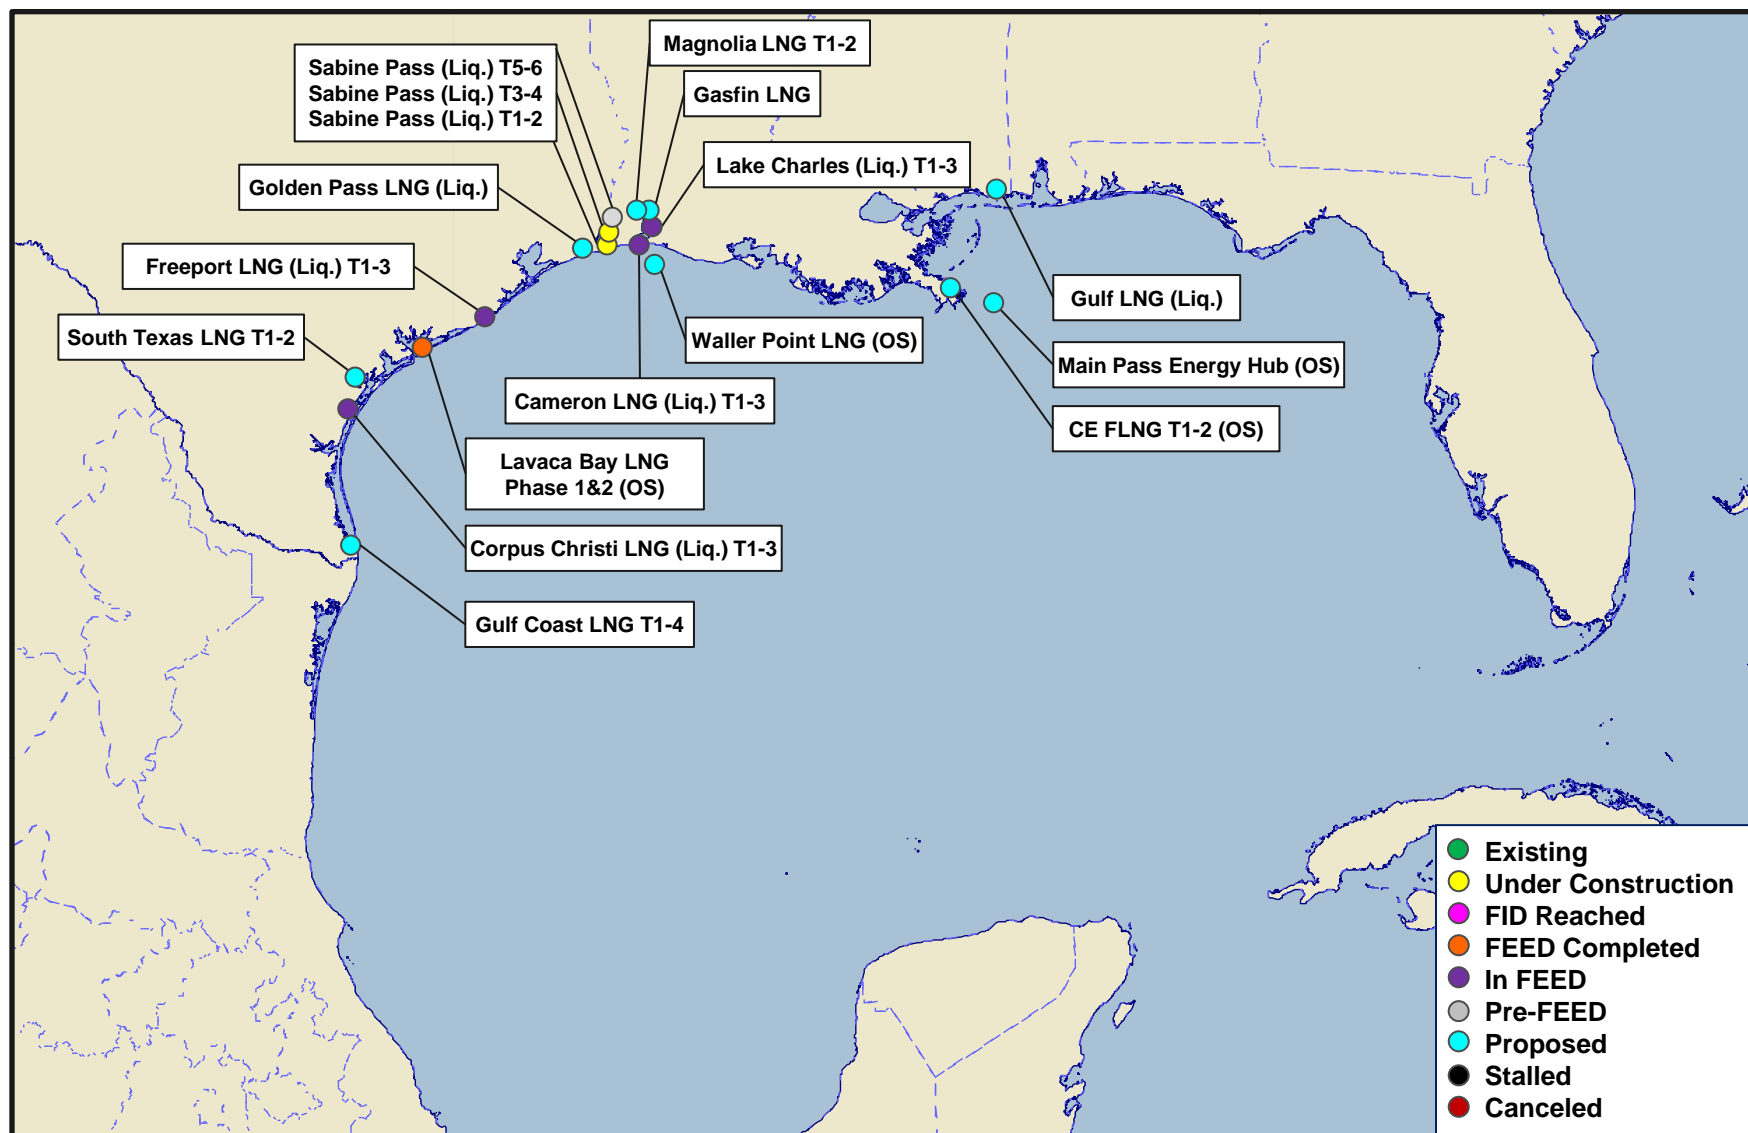 Magnolia LNG T1-2
Sabine Pass (Liq.) T5-6
Sabine Pass (Liq.) T3-4
Sabine Pass (Liq.) T1-2
Gasfin LNG
Lake Charles (Liq.) T1-3
Golden Pass LNG (Liq.)
Freeport LNG (Liq.) T1-3
Gulf LNG (Liq.)
South Texas LNG T1-2
Waller Point LNG (OS)
Main Pass Energy Hub (OS)
Cameron LNG (Liq.) T1-3
CE FLNG T1-2 (OS)
Lavaca Bay LNG
Phase 1&2 (OS)
Corpus Christi LNG (Liq.) T1-3
Gulf Coast LNG T1-4
Existing
Under Construction
FID Reached
FEED Completed
In FEED
Pre-FEED
Proposed
Stalled
Canceled